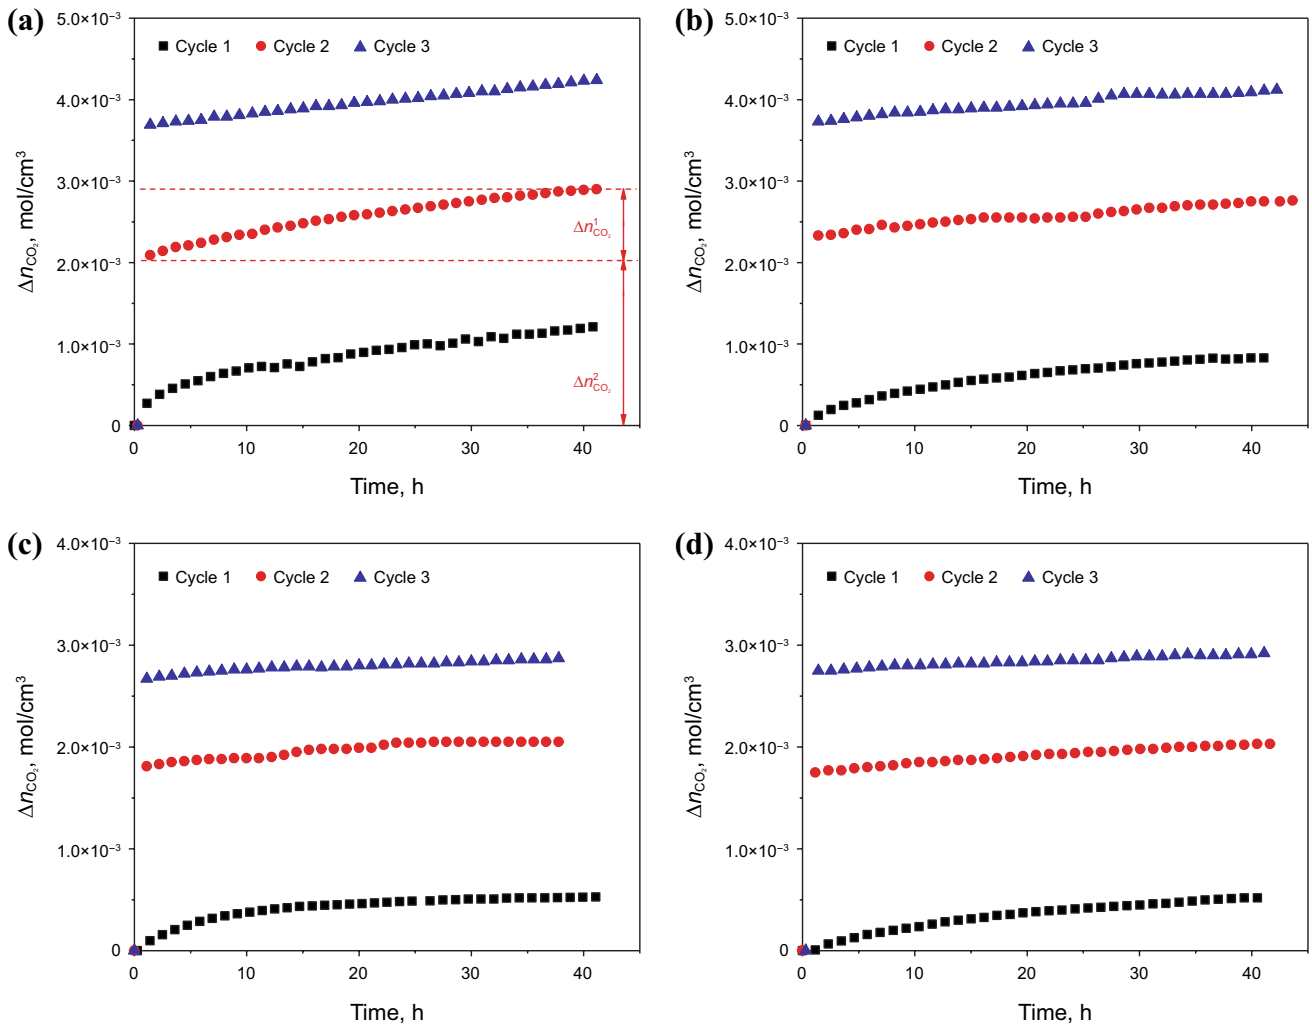 (a)
5.0×10⁻³
4.0×10⁻³
3.0×10⁻³
2.0×10⁻³
1.0×10⁻³
0
Δn_CO₂, mol/cm³
Cycle 1 Cycle 2 Cycle 3
Δn¹_CO₂
Δn²_CO₂
0 10 20 30 40
Time, h
(b)
5.0×10⁻³
4.0×10⁻³
3.0×10⁻³
2.0×10⁻³
1.0×10⁻³
0
Δn_CO₂, mol/cm³
Cycle 1 Cycle 2 Cycle 3
0 10 20 30 40
Time, h
(c)
4.0×10⁻³
3.0×10⁻³
2.0×10⁻³
1.0×10⁻³
0
Δn_CO₂, mol/cm³
Cycle 1 Cycle 2 Cycle 3
0 10 20 30 40
Time, h
(d)
4.0×10⁻³
3.0×10⁻³
2.0×10⁻³
1.0×10⁻³
0
Δn_CO₂, mol/cm³
Cycle 1 Cycle 2 Cycle 3
0 10 20 30 40
Time, h